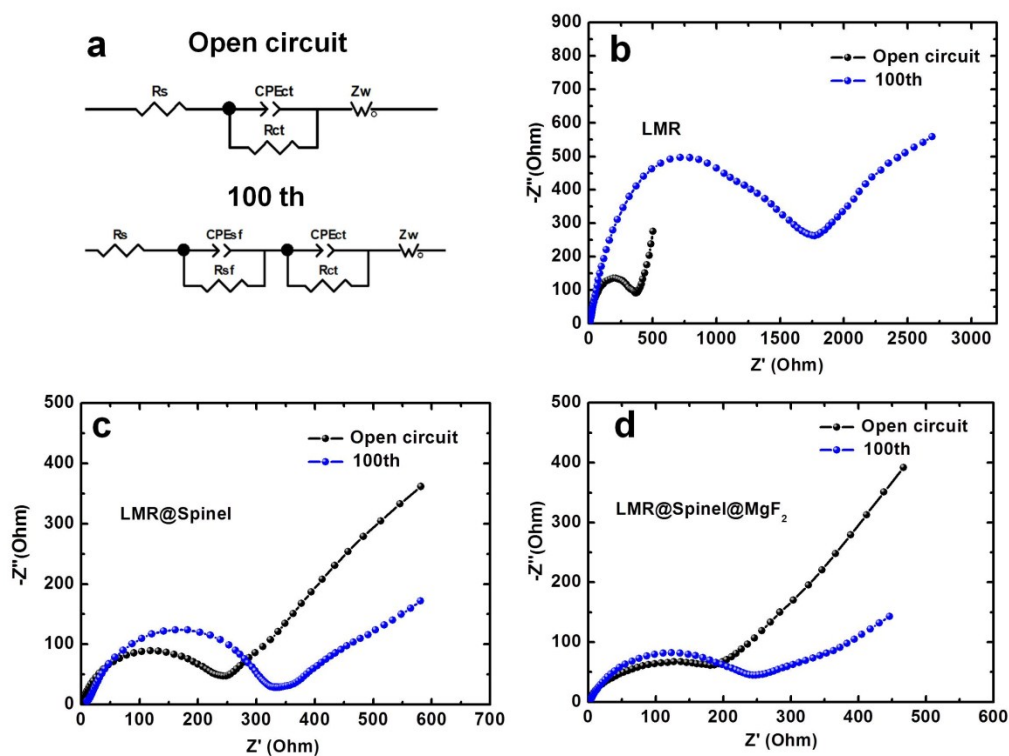 a
Open circuit
Rs CPEct Zw
Rct
100 th
Rs CPEsf CPEct Zw
Rsf Rct
b
Open circuit
100th
LMR
-Z''(Ohm)
900
800
700
600
500
400
300
200
100
0
0 500 1000 1500 2000 2500 3000
Z' (Ohm)
c
Open circuit
100th
LMR@Spinel
-Z''(Ohm)
500
400
300
200
100
0
0 100 200 300 400 500 600 700
Z' (Ohm)
d
Open circuit
100th
LMR@Spinel@MgF₂
-Z''(Ohm)
500
400
300
200
100
0
0 100 200 300 400 500 600
Z' (Ohm)